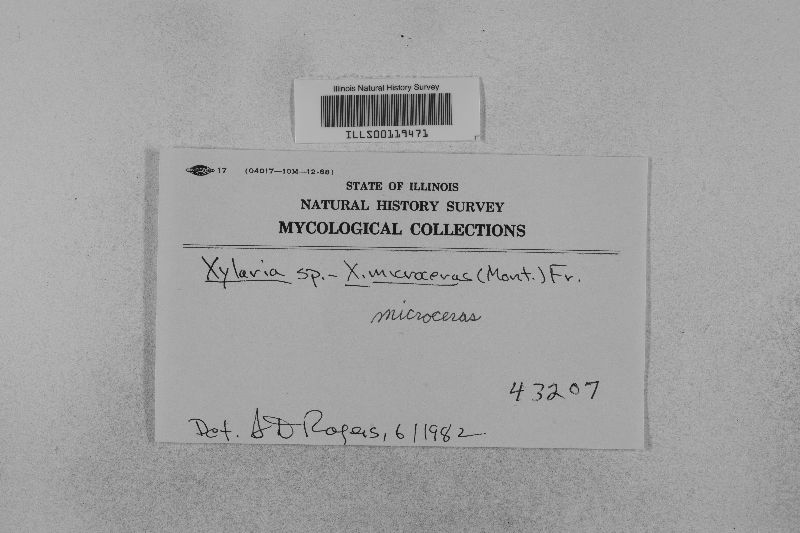 Illinois Natural History Survey
ILLS00119471
17 (04017—10M—12-68)
STATE OF ILLINOIS
NATURAL HISTORY SURVEY
MYCOLOGICAL COLLECTIONS
Xylaria sp. – X. microceras (Mont.) Fr.
microceras
43207
Det. Rogers, 6/1982